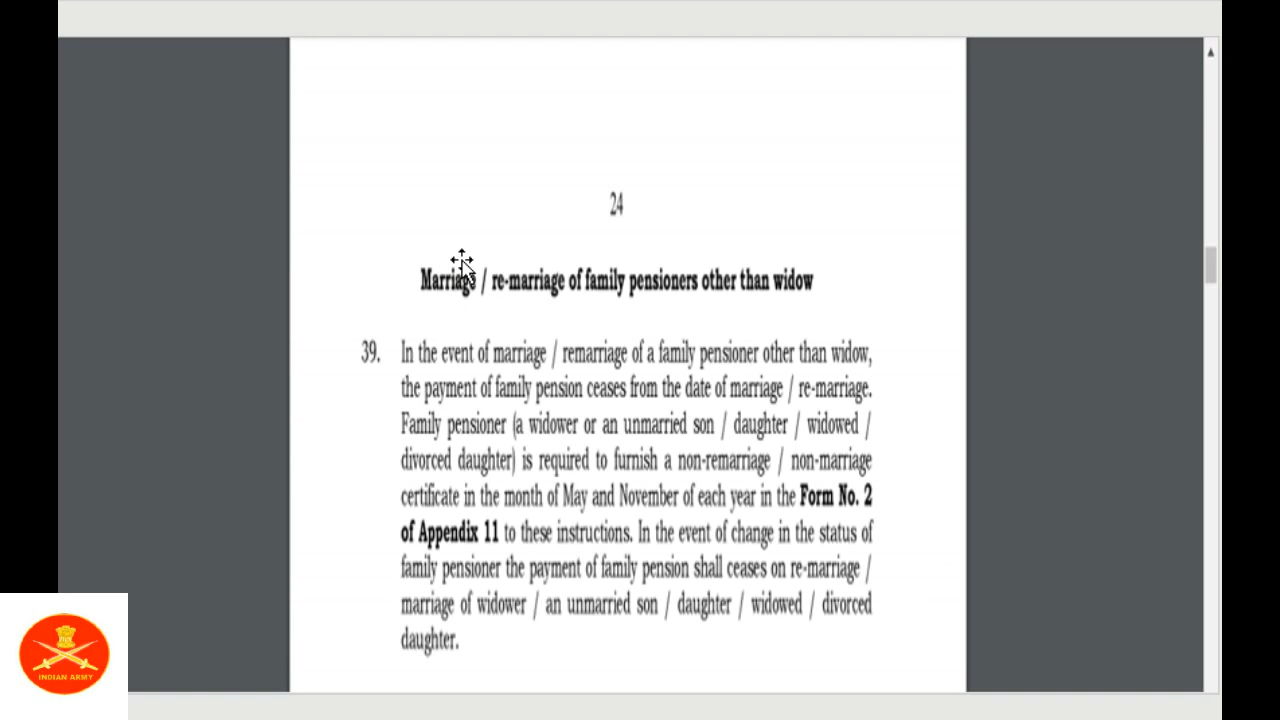 24
Marriage / re-marriage of family pensioners other than widow
39. In the event of marriage / remarriage of a family pensioner other than widow,
the payment of family pension ceases from the date of marriage / re-marriage.
Family pensioner (a widower or an unmarried son / daughter / widowed /
divorced daughter) is required to furnish a non-remarriage / non-marriage
certificate in the month of May and November of each year in the Form No. 2
of Appendix 11 to these instructions. In the event of change in the status of
family pensioner the payment of family pension shall ceases on re-marriage /
marriage of widower / an unmarried son / daughter / widowed / divorced
daughter.
INDIAN ARMY